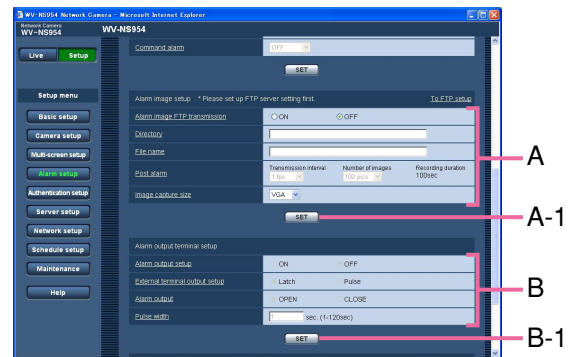 WV-NS954 Network Camera - Microsoft Internet Explorer
Network Camera
WV-NS954
WV-NS954
Live
Setup
Setup menu
Basic setup
Camera setup
Multi-screen setup
Alarm setup
Authentication setup
Server setup
Network setup
Schedule setup
Maintenance
Help
Command alarm
OFF
SET
Alarm image setup * Please set up FTP server setting first.
To FTP setup
Alarm image FTP transmission
ON
OFF
Directory
File name
Post alarm
Transmission interval
1 fps
Number of images
100 pics
Recording duration
100sec
Image capture size
VGA
SET
Alarm output terminal setup
Alarm output setup
ON
OFF
External terminal output setup
Latch
Pulse
Alarm output
OPEN
CLOSE
Pulse width
1
sec. (1-120sec)
SET
A
A-1
B
B-1